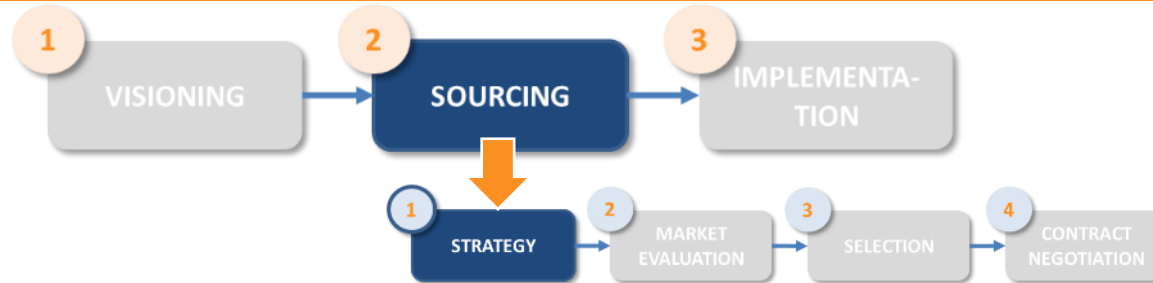 1
VISIONING
2
SOURCING
3
IMPLEMENTA-
TION
1
STRATEGY
2
MARKET
EVALUATION
3
SELECTION
4
CONTRACT
NEGOTIATION